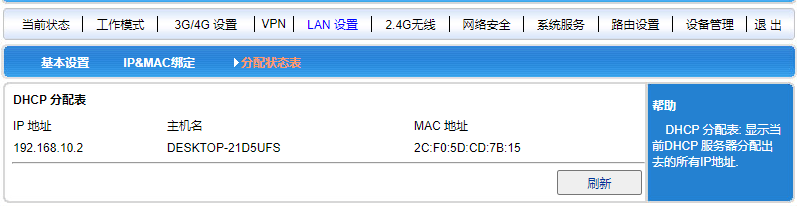 当前状态 工作模式 3G/4G 设置 VPN LAN 设置 2.4G无线 网络安全 系统服务 路由设置 设备管理 退 出
基本设置 IP&MAC绑定 分配状态表
DHCP 分配表
IP 地址 主机名 MAC 地址
192.168.10.2 DESKTOP-21D5UFS 2C:F0:5D:CD:7B:15
刷新
帮助
DHCP 分配表: 显示当
前DHCP 服务器分配出
去的所有IP地址.